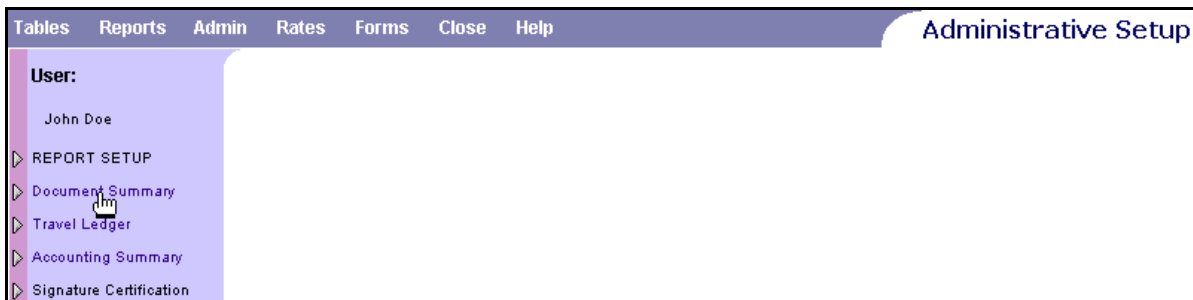 Tables Reports Admin Rates Forms Close Help Administrative Setup
User:
John Doe
REPORT SETUP
Document Summary
Travel Ledger
Accounting Summary
Signature Certification